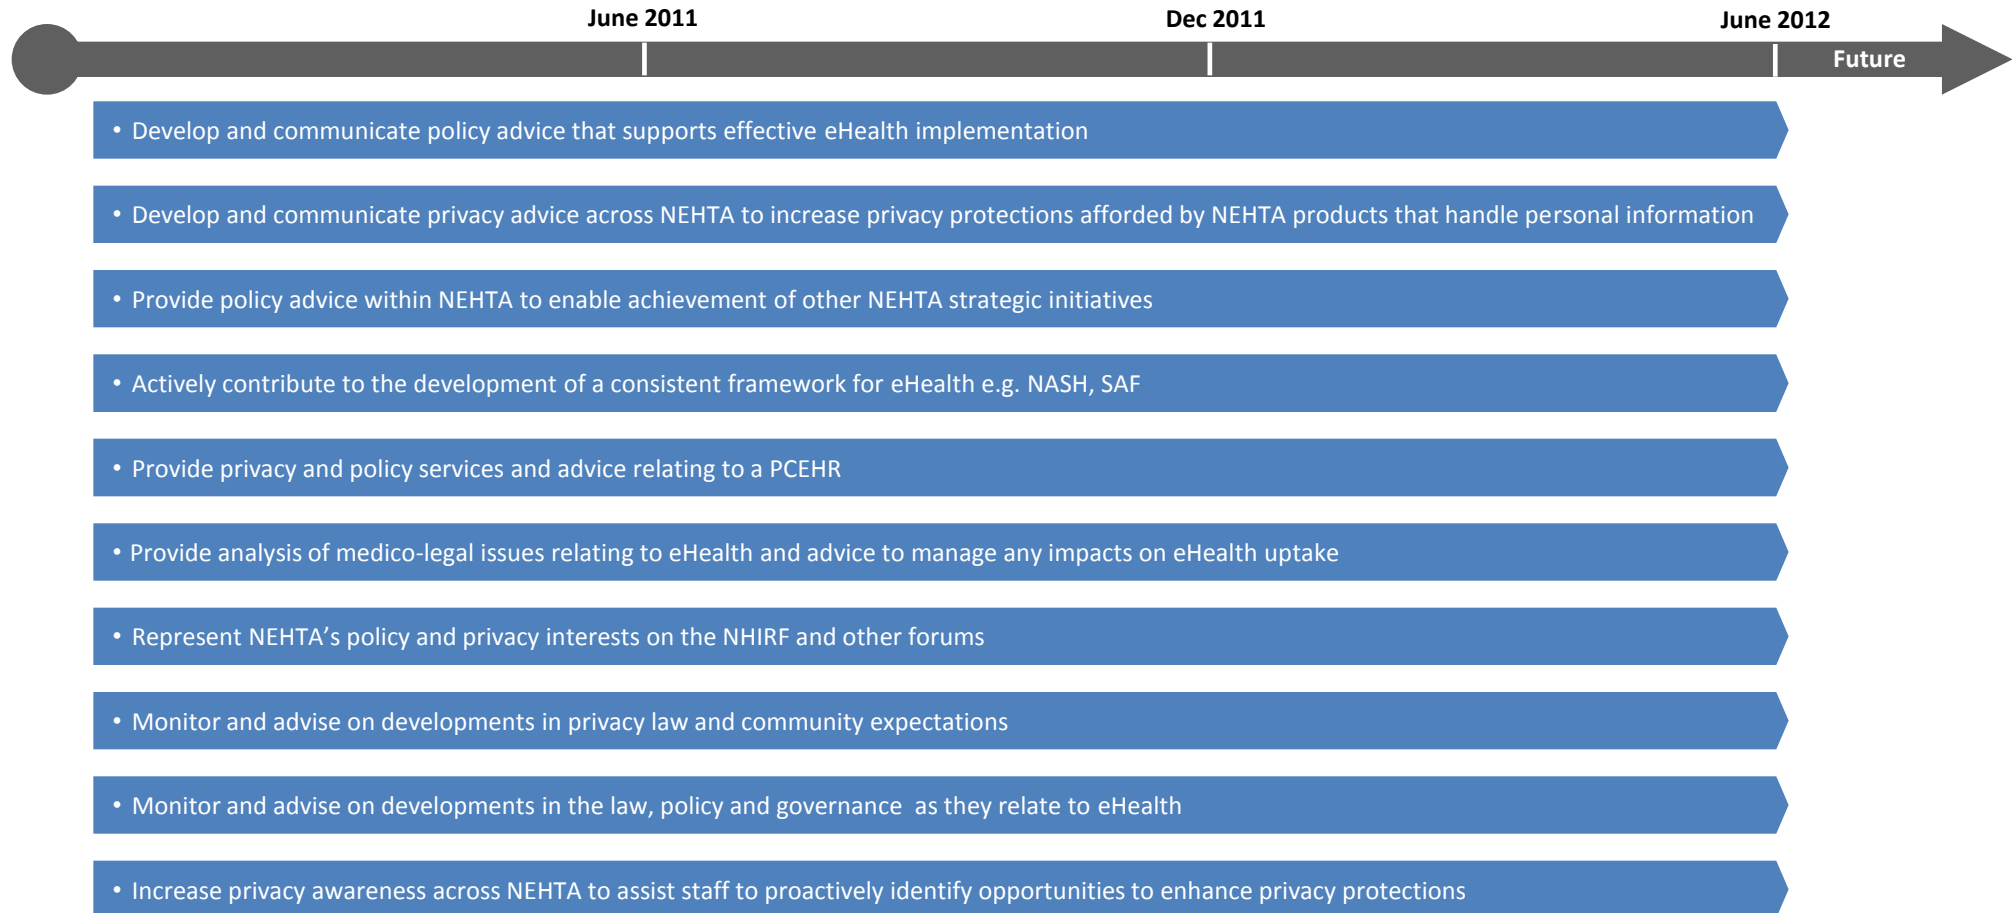 June 2011 Dec 2011 June 2012
Future
• Develop and communicate policy advice that supports effective eHealth implementation
• Develop and communicate privacy advice across NEHTA to increase privacy protections afforded by NEHTA products that handle personal information
• Provide policy advice within NEHTA to enable achievement of other NEHTA strategic initiatives
• Actively contribute to the development of a consistent framework for eHealth e.g. NASH, SAF
• Provide privacy and policy services and advice relating to a PCEHR
• Provide analysis of medico-legal issues relating to eHealth and advice to manage any impacts on eHealth uptake
• Represent NEHTA’s policy and privacy interests on the NHIRF and other forums
• Monitor and advise on developments in privacy law and community expectations
• Monitor and advise on developments in the law, policy and governance as they relate to eHealth
• Increase privacy awareness across NEHTA to assist staff to proactively identify opportunities to enhance privacy protections